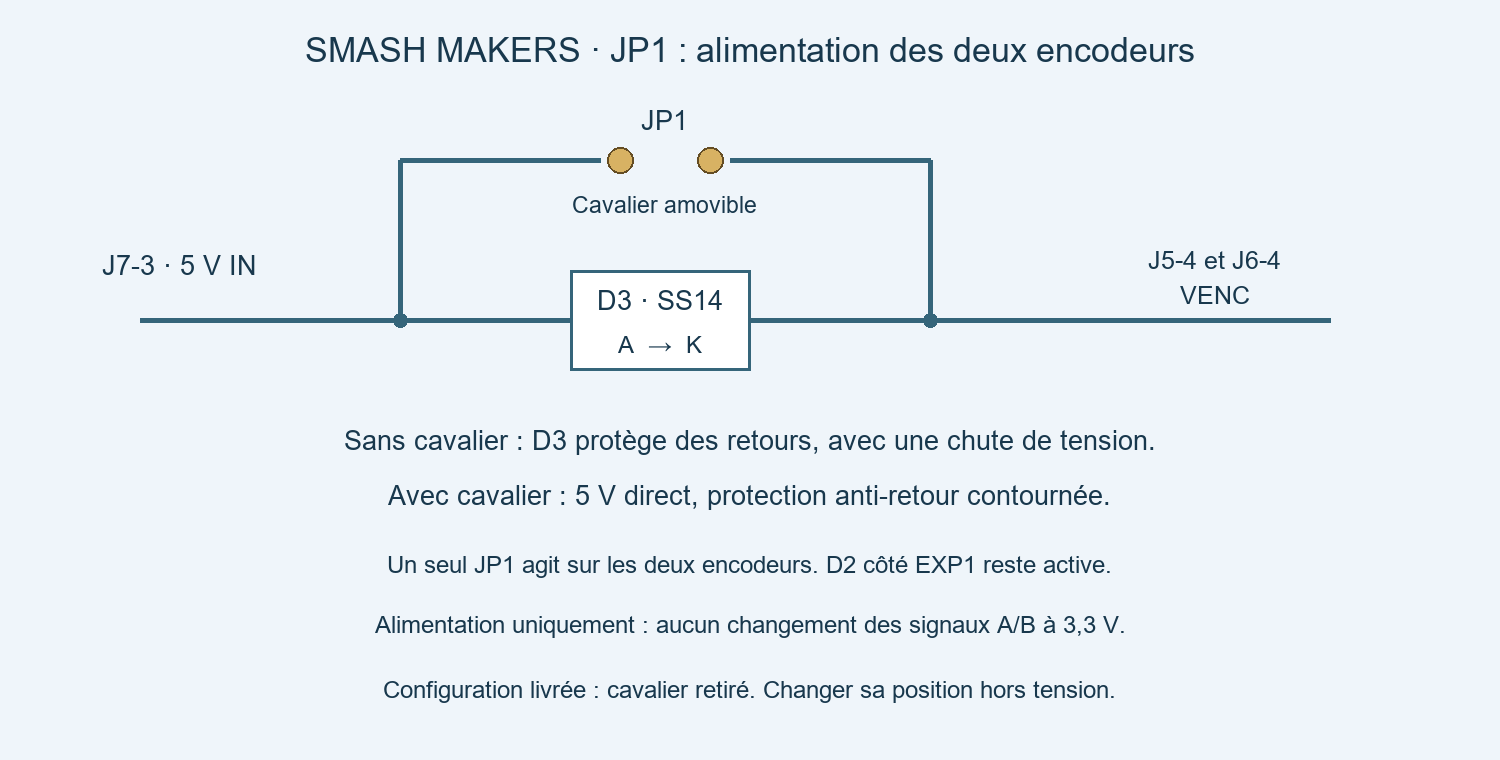 SMASH MAKERS · JP1 : alimentation des deux encodeurs
JP1
Cavalier amovible
J7-3 · 5 V IN
J5-4 et J6-4
VENC
D3 · SS14
A → K
Sans cavalier : D3 protège des retours, avec une chute de tension.
Avec cavalier : 5 V direct, protection anti-retour contournée.
Un seul JP1 agit sur les deux encodeurs. D2 côté EXP1 reste active.
Alimentation uniquement : aucun changement des signaux A/B à 3,3 V.
Configuration livrée : cavalier retiré. Changer sa position hors tension.